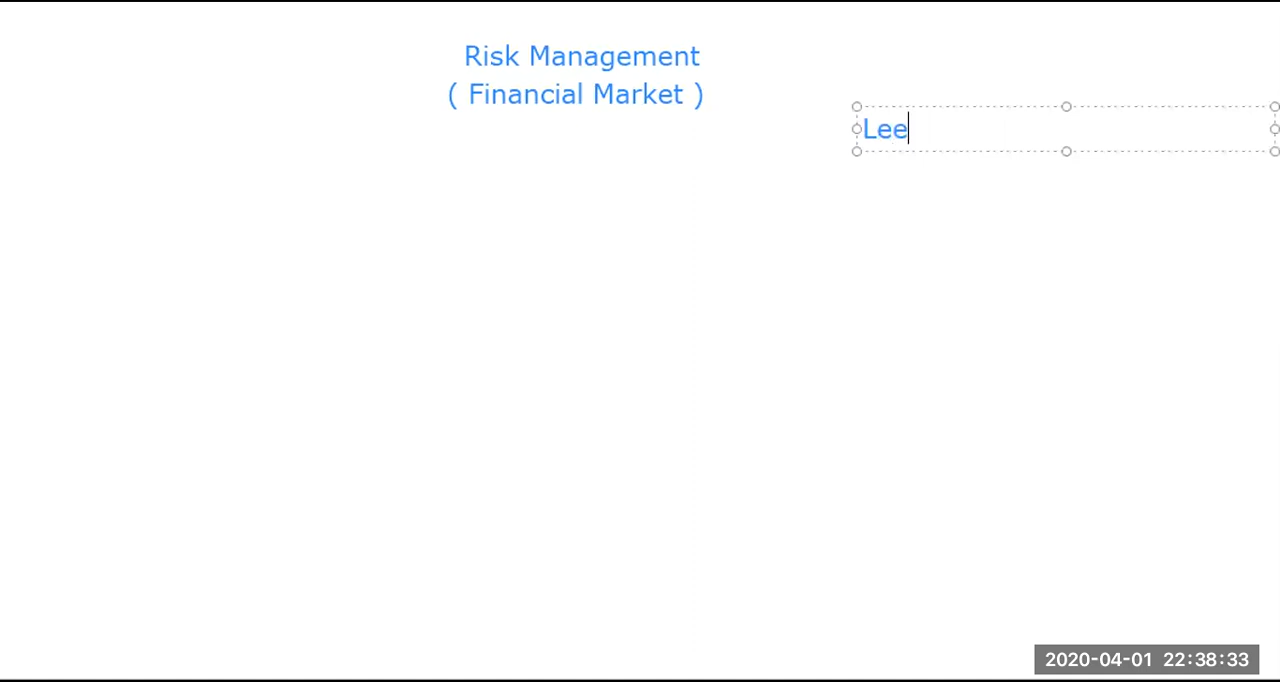 Risk Management
( Financial Market )
Lee
2020-04-01 22:38:33